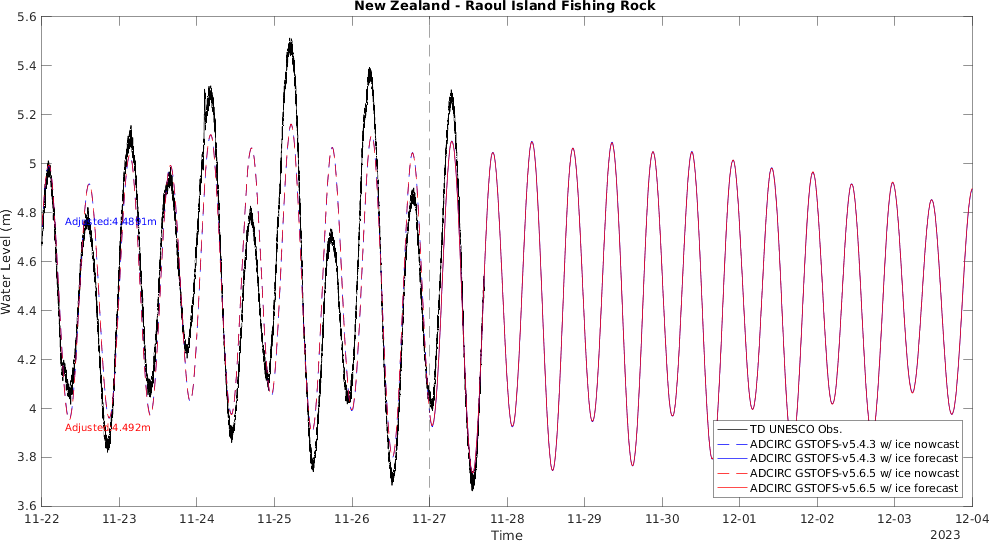 New Zealand - Raoul Island Fishing Rock
5.6
5.4
5.2
5
4.8
4.6
4.4
4.2
4
3.8
3.6
Water Level (m)
Adjusted:4.4891m
Adjusted:4.492m
TD UNESCO Obs.
ADCIRC GSTOFS-v5.4.3 w/ ice nowcast
ADCIRC GSTOFS-v5.4.3 w/ ice forecast
ADCIRC GSTOFS-v5.6.5 w/ ice nowcast
ADCIRC GSTOFS-v5.6.5 w/ ice forecast
11-22 11-23 11-24 11-25 11-26 11-27 11-28 11-29 11-30 12-01 12-02 12-03 12-04
Time
2023